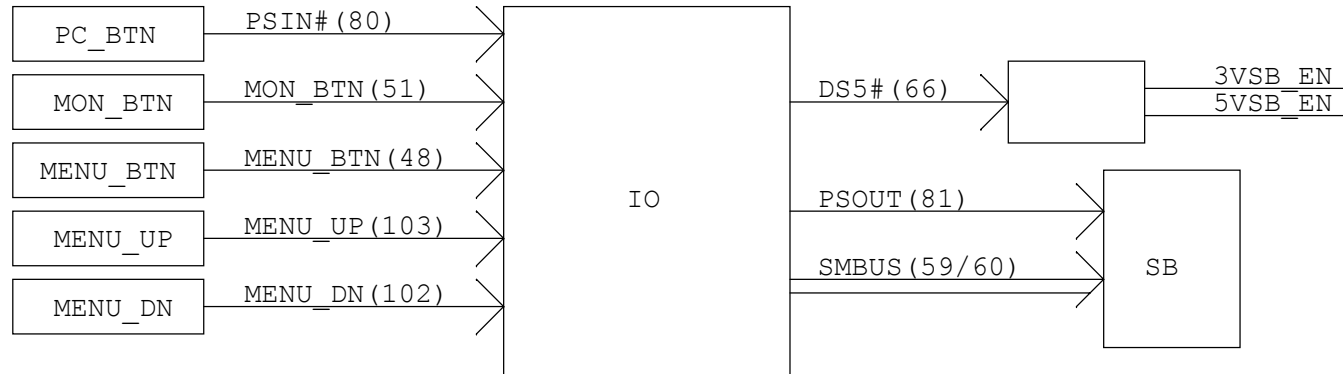 PC_BTN PSIN#(80)
3VSB_EN
MON_BTN MON_BTN(51) DS5#(66) 5VSB_EN
MENU_BTN MENU_BTN(48)
IO PSOUT(81)
MENU_UP MENU_UP(103)
SMBUS(59/60) SB
MENU_DN MENU_DN(102)